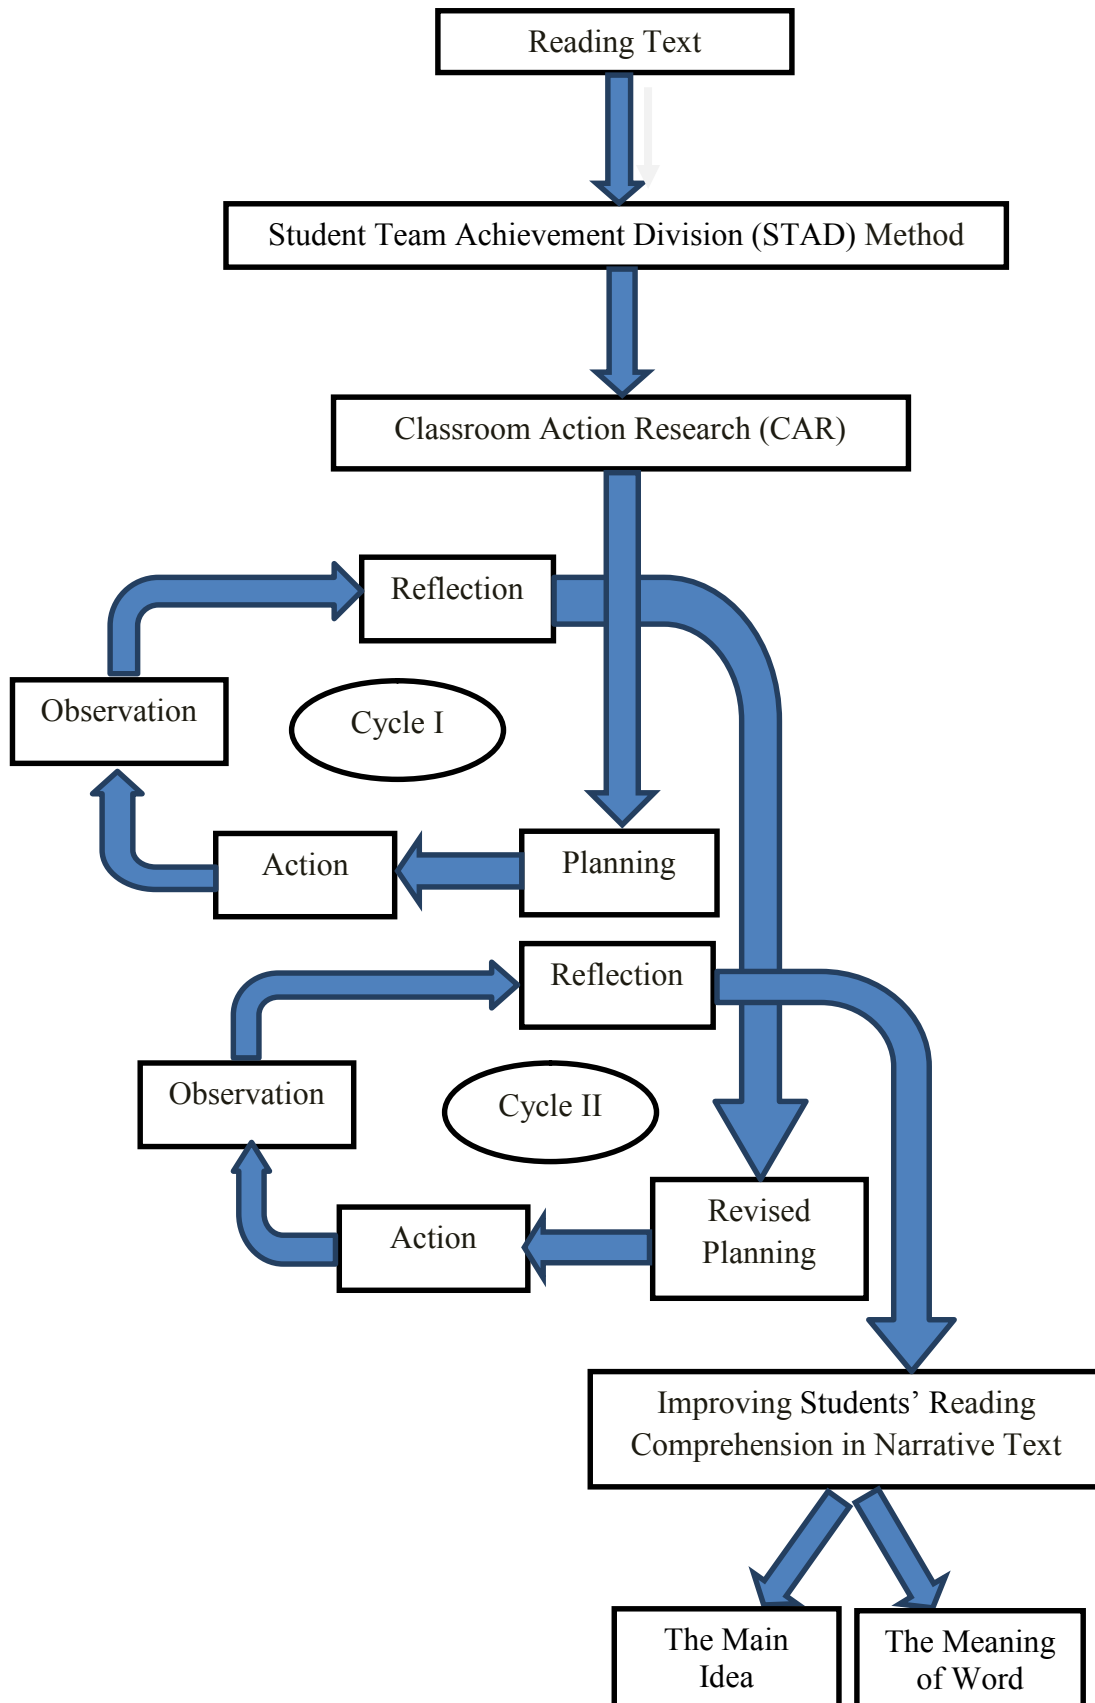 Reading Text
Student Team Achievement Division (STAD) Method
Classroom Action Research (CAR)
Reflection
Observation
Cycle I
Action
Planning
Reflection
Observation
Cycle II
Action
Revised
Planning
Improving Students’ Reading
Comprehension in Narrative Text
The Main
Idea
The Meaning
of Word